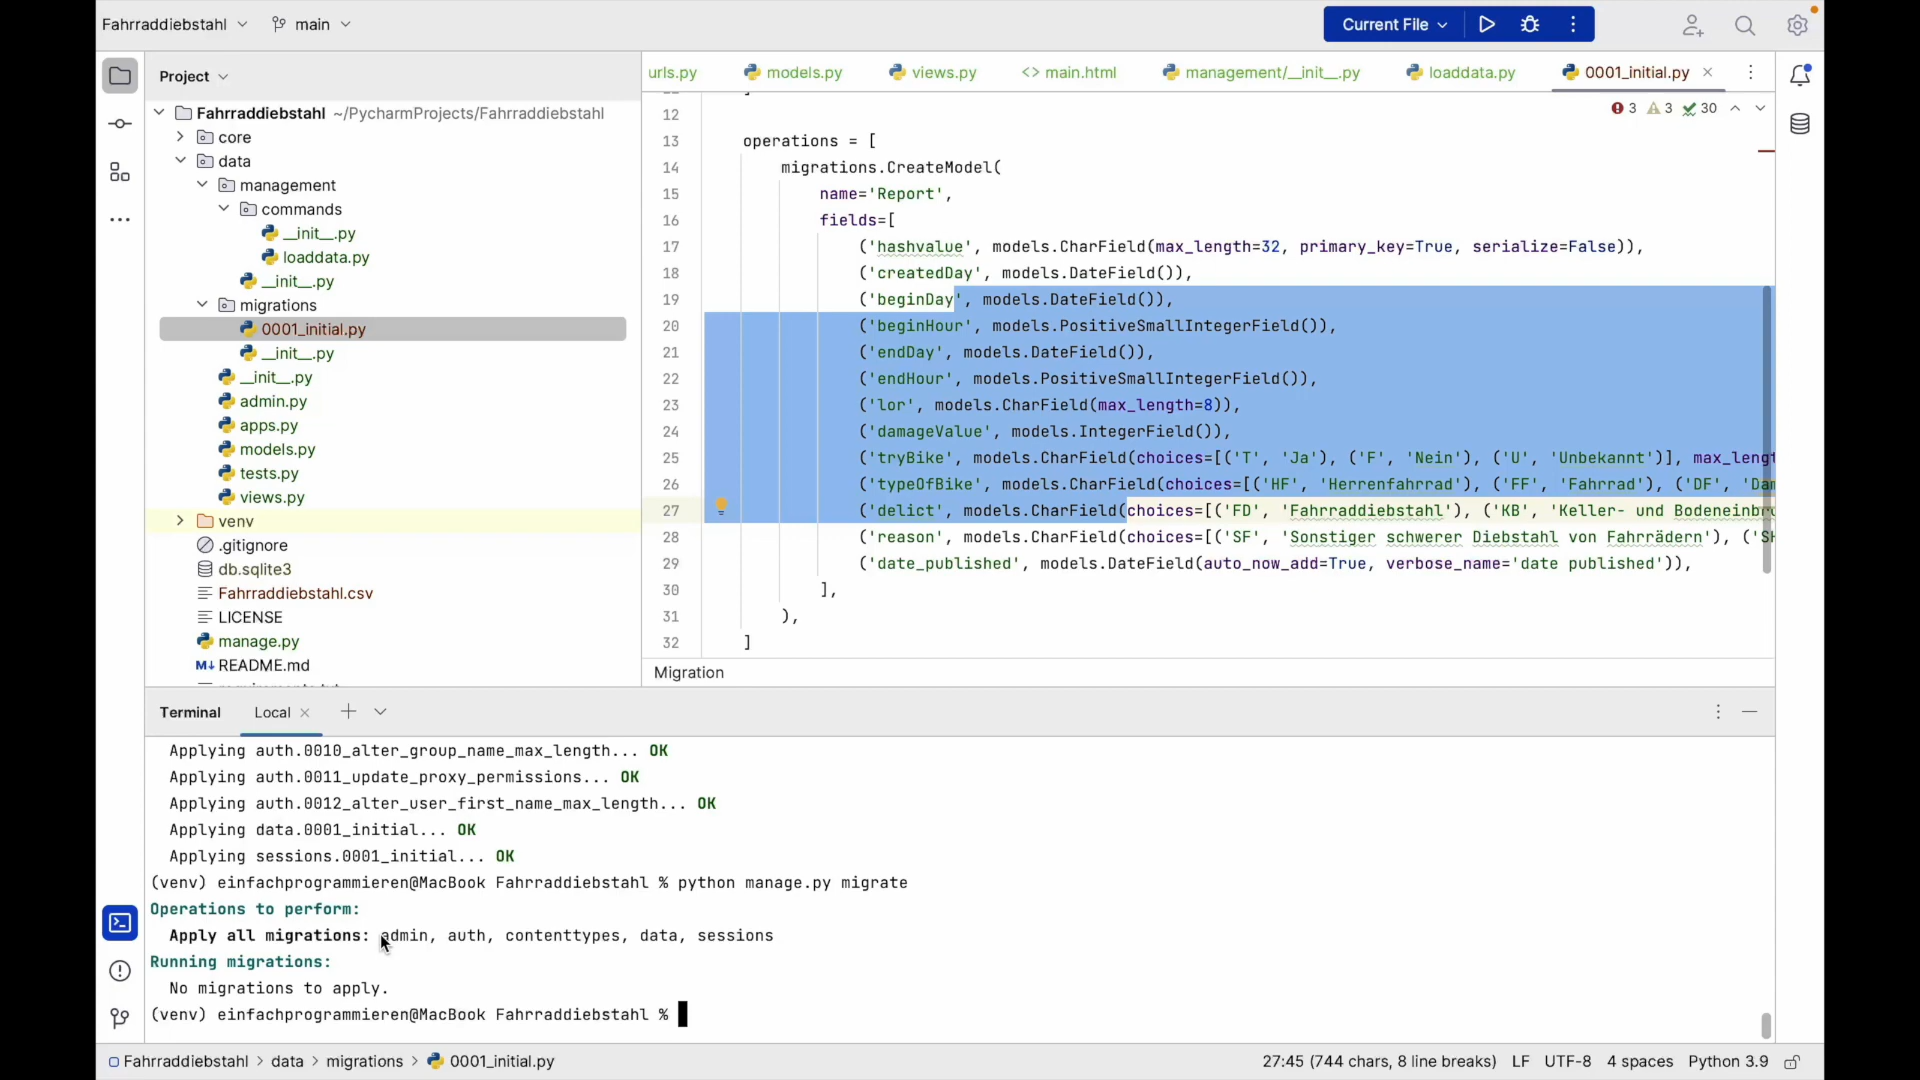 Fahrraddiebstahl
main
Current File
Project
Fahrraddiebstahl ~/PycharmProjects/Fahrraddiebstahl
core
data
management
commands
__init__.py
loaddata.py
__init__.py
migrations
0001_initial.py
__init__.py
__init__.py
admin.py
apps.py
models.py
tests.py
views.py
venv
.gitignore
db.sqlite3
Fahrraddiebstahl.csv
LICENSE
manage.py
M↓ README.md
urls.py models.py views.py <> main.html management/__init__.py loaddata.py 0001_initial.py
3 3 30
12
13 operations = [
14 migrations.CreateModel(
15 name='Report',
16 fields=[
17 ('hashvalue', models.CharField(max_length=32, primary_key=True, serialize=False)),
18 ('createdDay', models.DateField()),
19 ('beginDay', models.DateField()),
20 ('beginHour', models.PositiveSmallIntegerField()),
21 ('endDay', models.DateField()),
22 ('endHour', models.PositiveSmallIntegerField()),
23 ('lor', models.CharField(max_length=8)),
24 ('damageValue', models.IntegerField()),
25 ('tryBike', models.CharField(choices=[('T', 'Ja'), ('F', 'Nein'), ('U', 'Unbekannt')], max_lengt
26 ('typeOfBike', models.CharField(choices=[('HF', 'Herrenfahrrad'), ('FF', 'Fahrrad'), ('DF', 'Dam
27 ('delict', models.CharField(choices=[('FD', 'Fahrraddiebstahl'), ('KB', 'Keller- und Bodeneinbru
28 ('reason', models.CharField(choices=[('SF', 'Sonstiger schwerer Diebstahl von Fahrrädern'), ('SH
29 ('date_published', models.DateField(auto_now_add=True, verbose_name='date published')),
30 ],
31 ),
32 ]
Migration
Terminal Local
Applying auth.0010_alter_group_name_max_length... OK
Applying auth.0011_update_proxy_permissions... OK
Applying auth.0012_alter_user_first_name_max_length... OK
Applying data.0001_initial... OK
Applying sessions.0001_initial... OK
(venv) einfachprogrammieren@MacBook Fahrraddiebstahl % python manage.py migrate
Operations to perform:
Apply all migrations: admin, auth, contenttypes, data, sessions
Running migrations:
No migrations to apply.
(venv) einfachprogrammieren@MacBook Fahrraddiebstahl %
Fahrraddiebstahl > data > migrations > 0001_initial.py
27:45 (744 chars, 8 line breaks) LF UTF-8 4 spaces Python 3.9